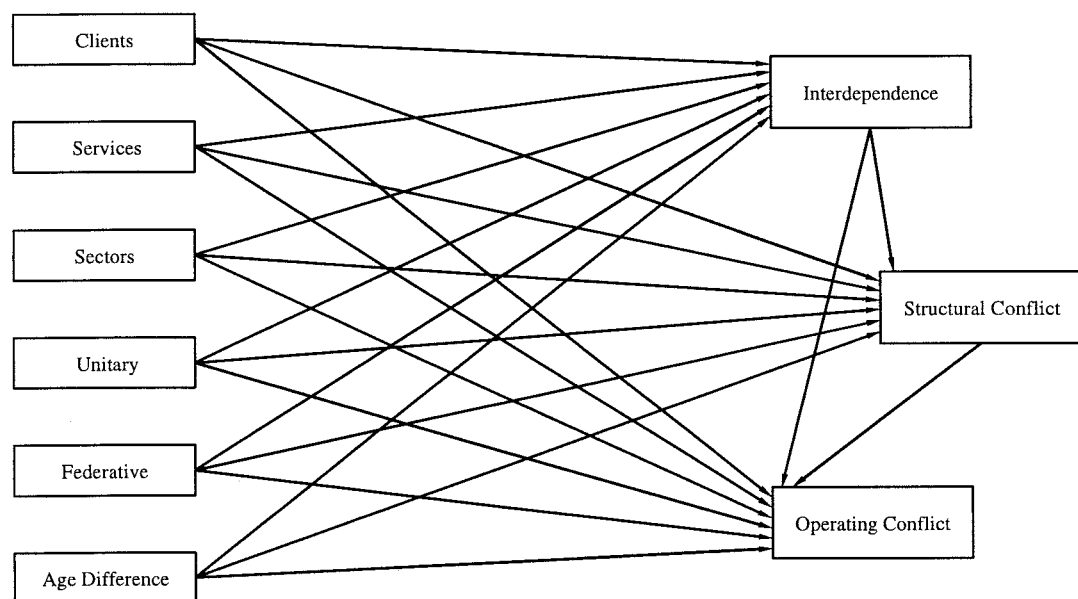 Clients
Services
Sectors
Unitary
Federative
Age Difference
Interdependence
Structural Conflict
Operating Conflict